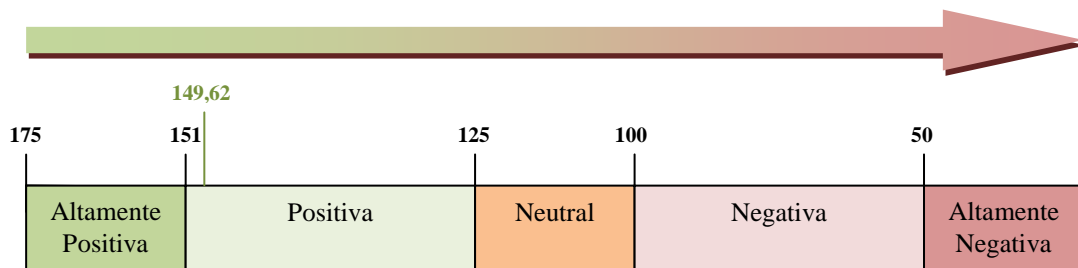 149,62
175 151 125 100 50
Altamente Positiva Neutral Negativa Altamente
Positiva Negativa